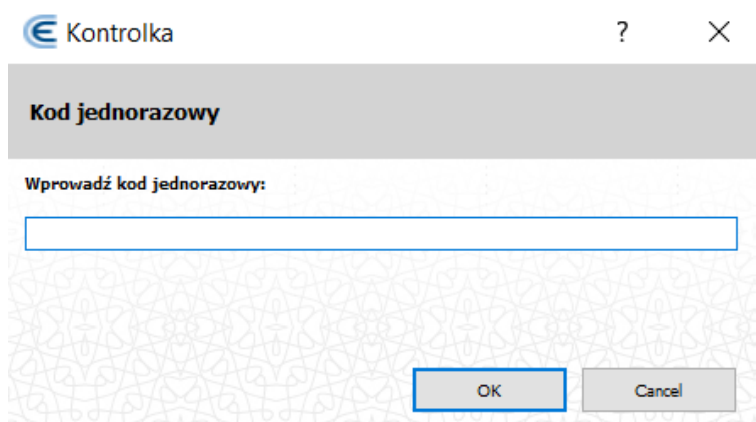 Kontrolka ?
Kod jednorazowy
Wprowadź kod jednorazowy:
OK Cancel